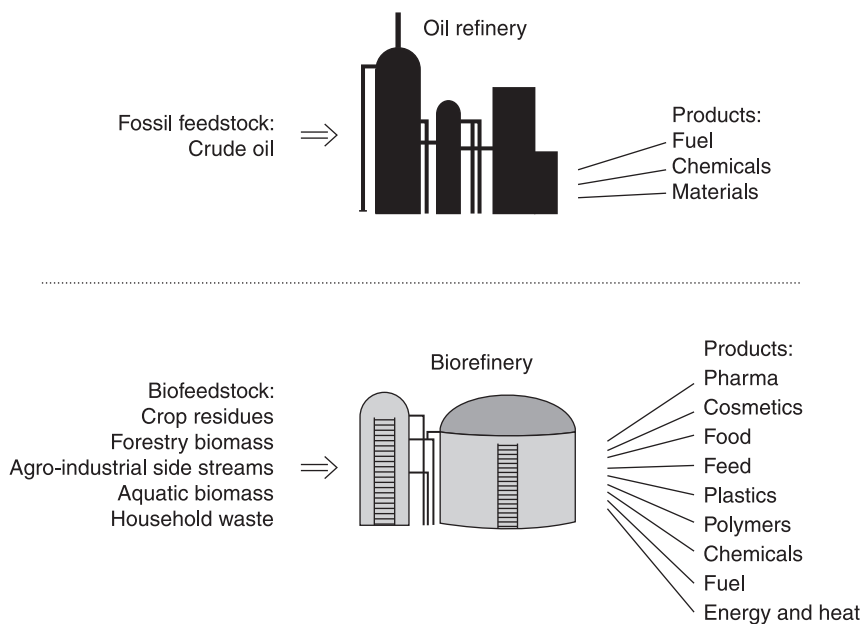 Oil refinery
Fossil feedstock:
Crude oil
Products:
Fuel
Chemicals
Materials
Biorefinery
Biofeedstock:
Crop residues
Forestry biomass
Agro-industrial side streams
Aquatic biomass
Household waste
Products:
Pharma
Cosmetics
Food
Feed
Plastics
Polymers
Chemicals
Fuel
Energy and heat